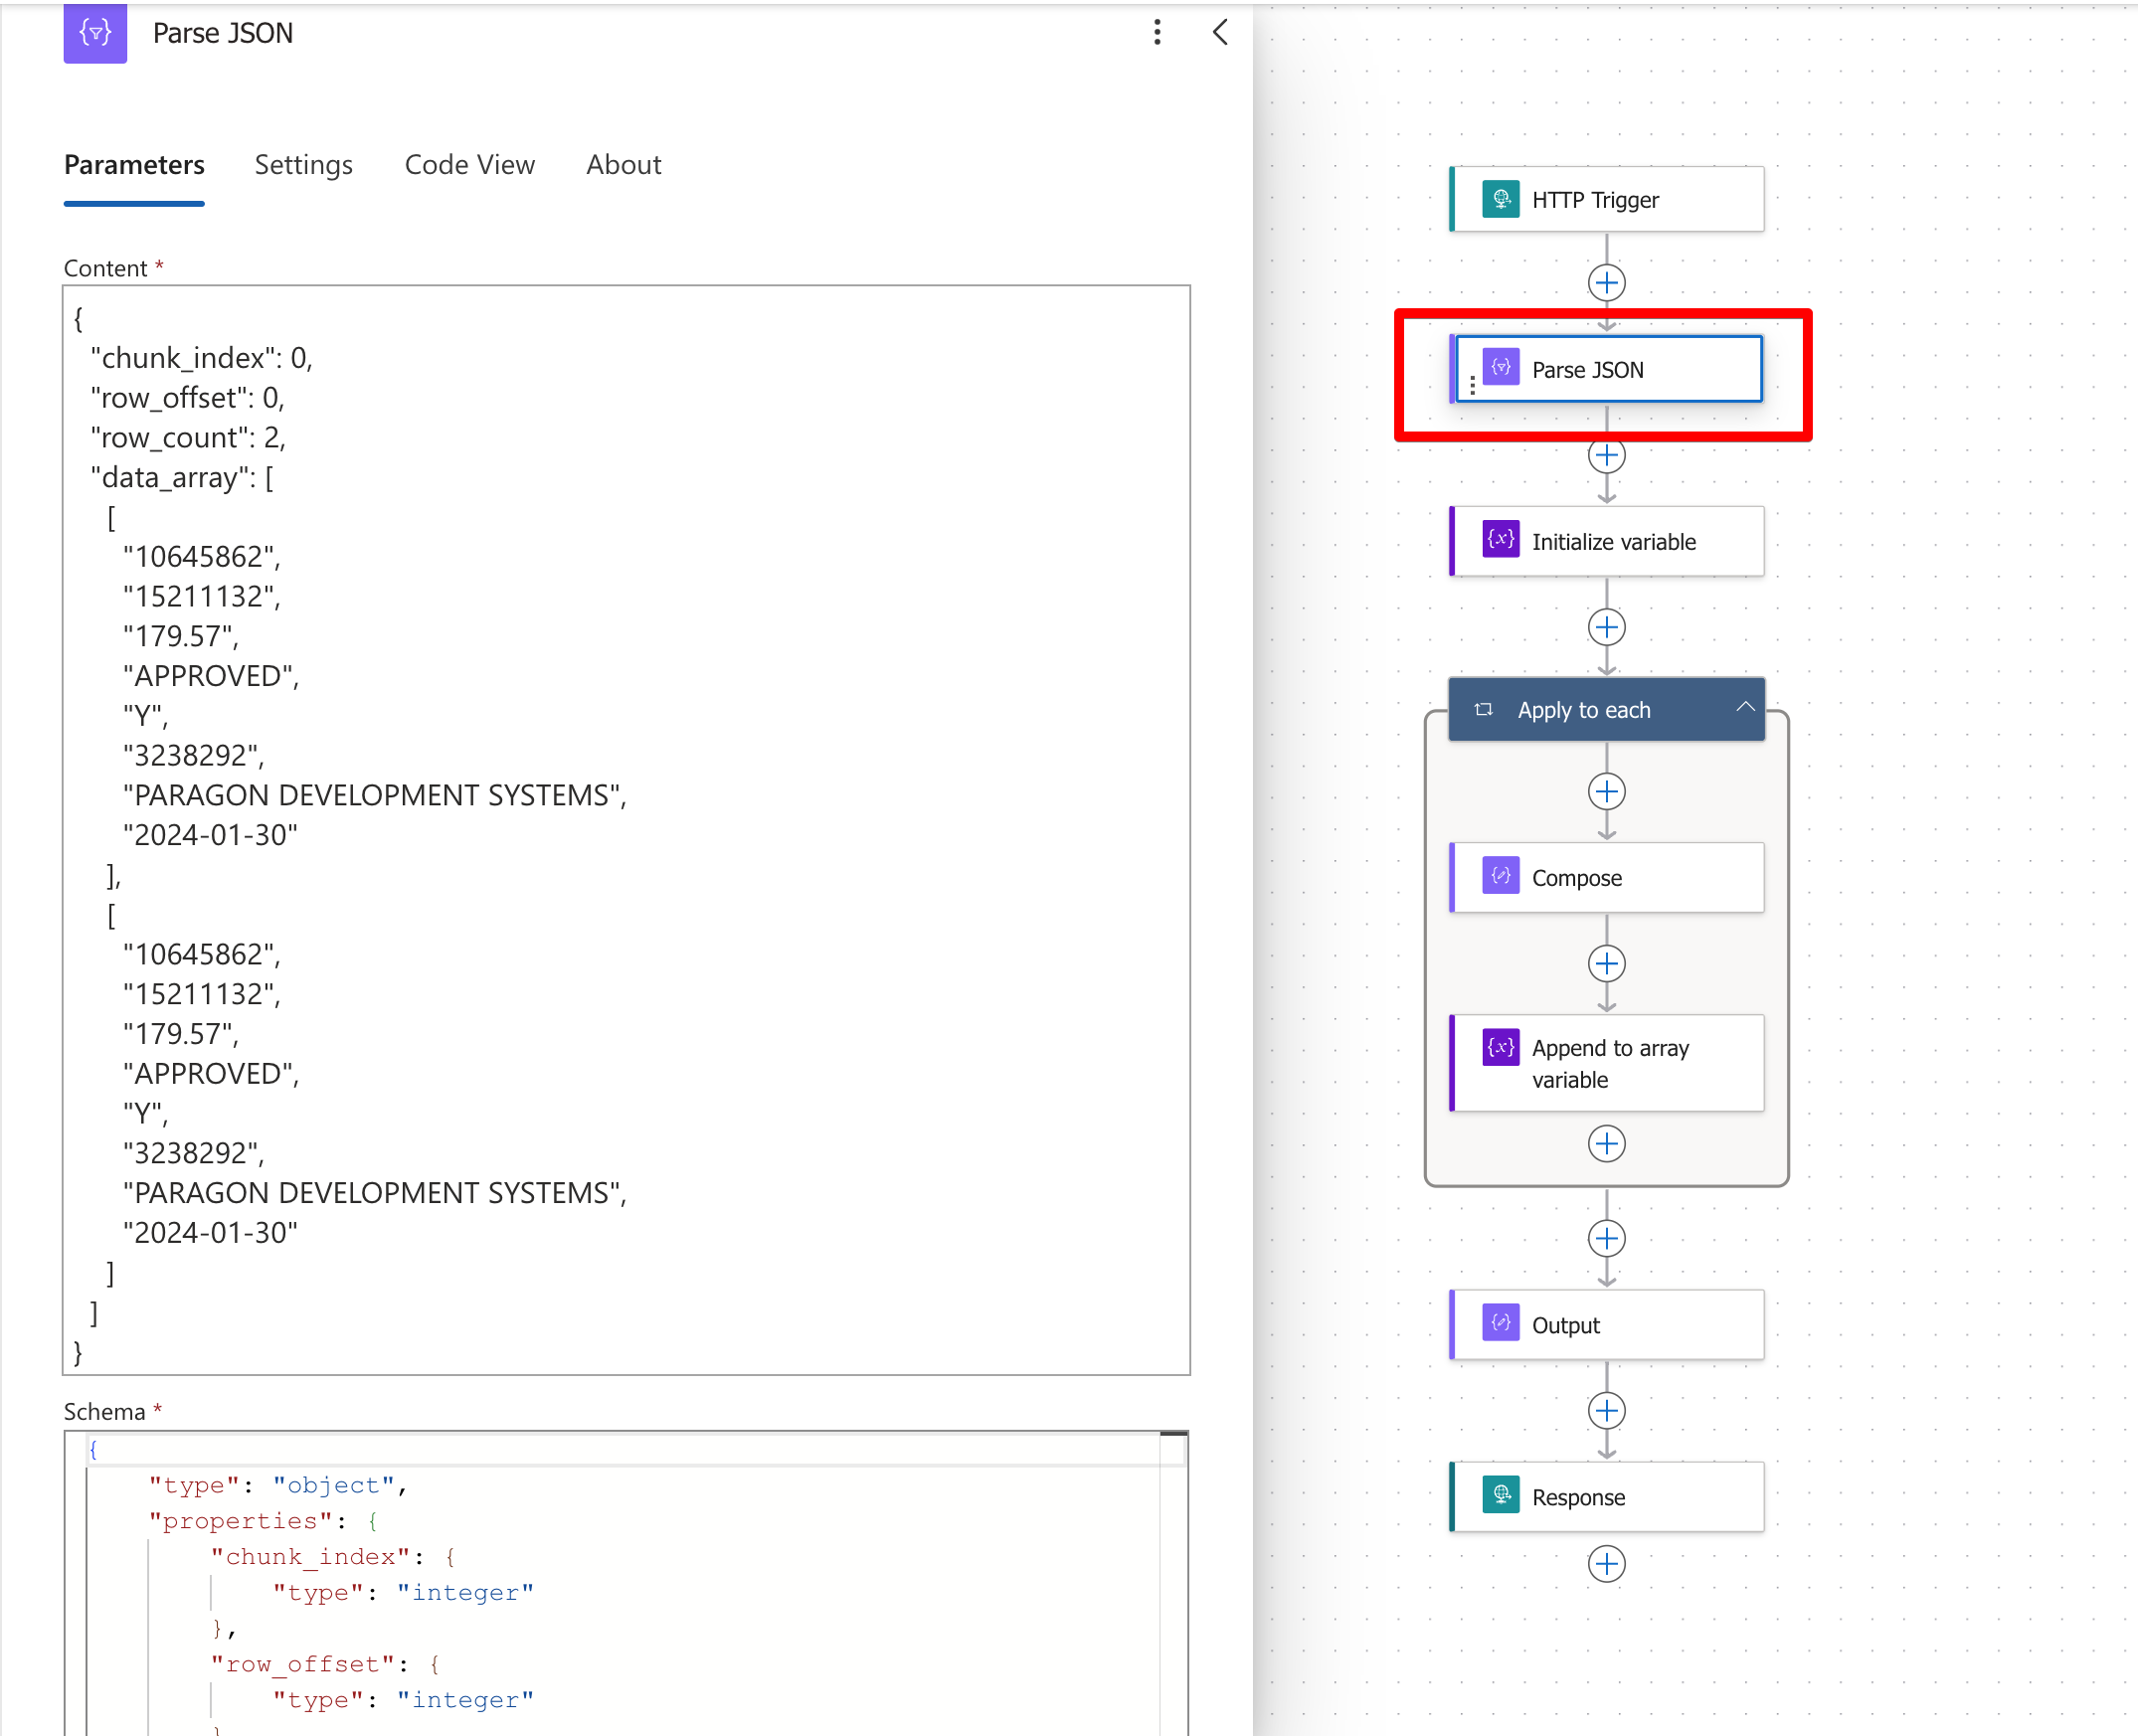 Parse JSON
Parameters
Settings
Code View
About
Content *
{
"chunk_index": 0,
"row_offset": 0,
"row_count": 2,
"data_array": [
[
"10645862",
"15211132",
"179.57",
"APPROVED",
"Y",
"3238292",
"PARAGON DEVELOPMENT SYSTEMS",
"2024-01-30"
],
[
"10645862",
"15211132",
"179.57",
"APPROVED",
"Y",
"3238292",
"PARAGON DEVELOPMENT SYSTEMS",
"2024-01-30"
]
]
}
Schema *
{
"type": "object",
"properties": {
"chunk_index": {
"type": "integer"
},
"row_offset": {
"type": "integer"
}
HTTP Trigger
Parse JSON
Initialize variable
Apply to each
Compose
Append to array
variable
Output
Response